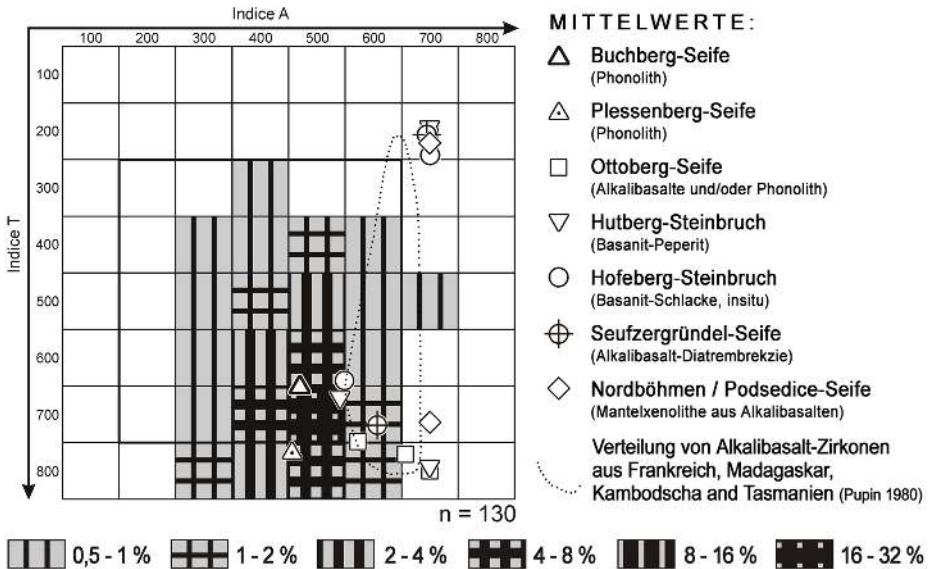 Indice A
100 200 300 400 500 600 700 800
Indice T
100
200
300
400
500
600
700
800
n = 130
MITTELWERTE:
Buchberg-Seife
(Phonolith)
Plessenberg-Seife
(Phonolith)
Ottoberg-Seife
(Alkalibasalte und/oder Phonolith)
Hutberg-Steinbruch
(Basanit-Peperit)
Hofeberg-Steinbruch
(Basanit-Schlacke, insitu)
Seufzergründel-Seife
(Alkalibasalt-Diatrembrekzie)
Nordböhmen / Podsedice-Seife
(Mantelxenolithe aus Alkalibasalten)
Verteilung von Alkalibasalt-Zirkonen
aus Frankreich, Madagaskar,
Kambodscha and Tasmanien (Pupin 1980)
0,5 - 1 % 1 - 2 % 2 - 4 % 4 - 8 % 8 - 16 % 16 - 32 %